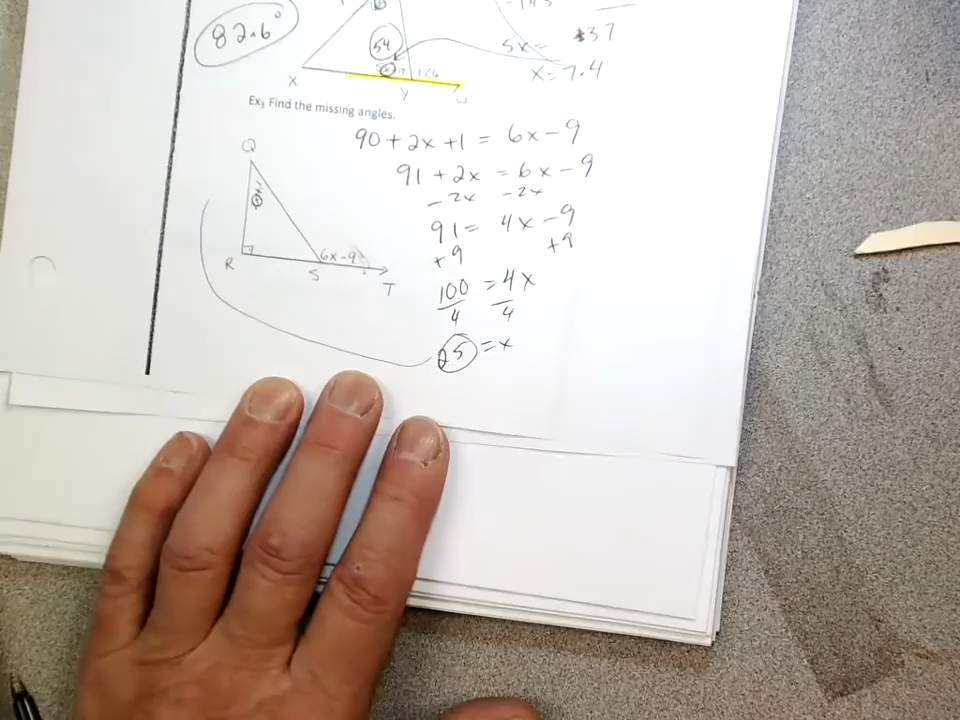 82.6°
54
5x = 37
x = 7.4
X
Y
126
W
Ex3 Find the missing angles.
90 + 2x + 1 = 6x - 9
Q
91 + 2x = 6x - 9
-2x -2x
91 = 4x - 9
+9 +9
R
S
6x-9
T
100 = 4x
4 4
25 = x